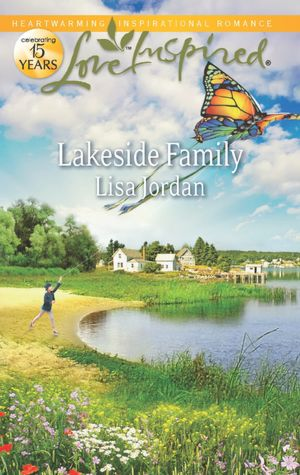 HEARTWARMING INSPIRATIONAL ROMANCE
celebrating
15
YEARS
Love Inspired®
Lakeside Family
Lisa Jordan